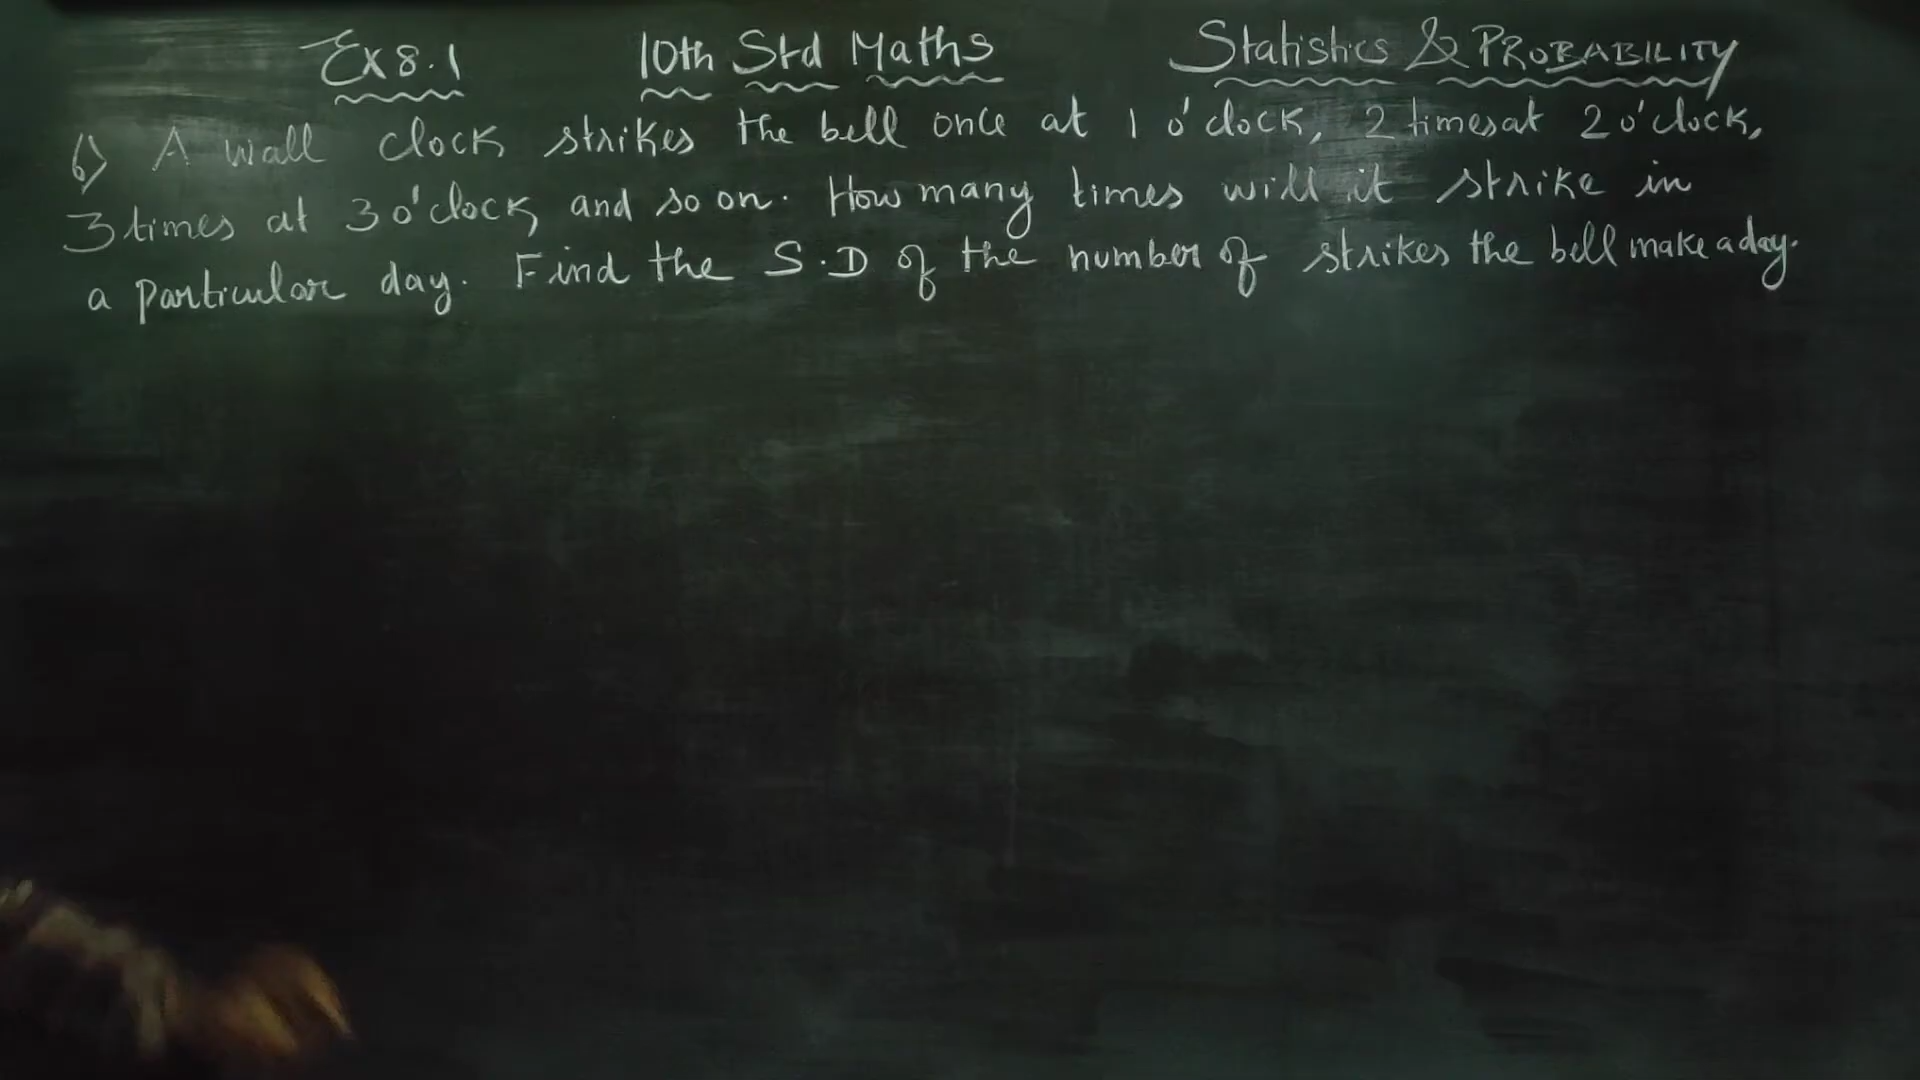 Ex 8.1 10th Std Maths Statistics & PROBABILITY
6) A wall clock strikes the bell once at 1 o'clock, 2 times at 2 o'clock,
3 times at 3 o'clock, and so on. How many times will it strike in
a particular day. Find the S.D of the number of strikes the bell make a day.